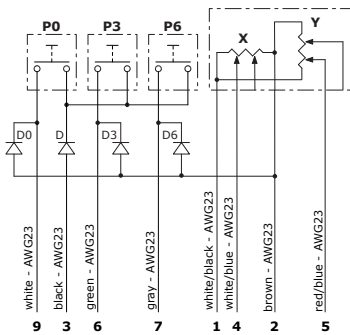 P0 P3 P6 Y
X
D0 D D3 D6
white - AWG23
black - AWG23
green - AWG23
gray - AWG23
white/black - AWG23
white/blue - AWG23
brown - AWG23
red/blue - AWG23
9 3 6 7 1 4 2 5